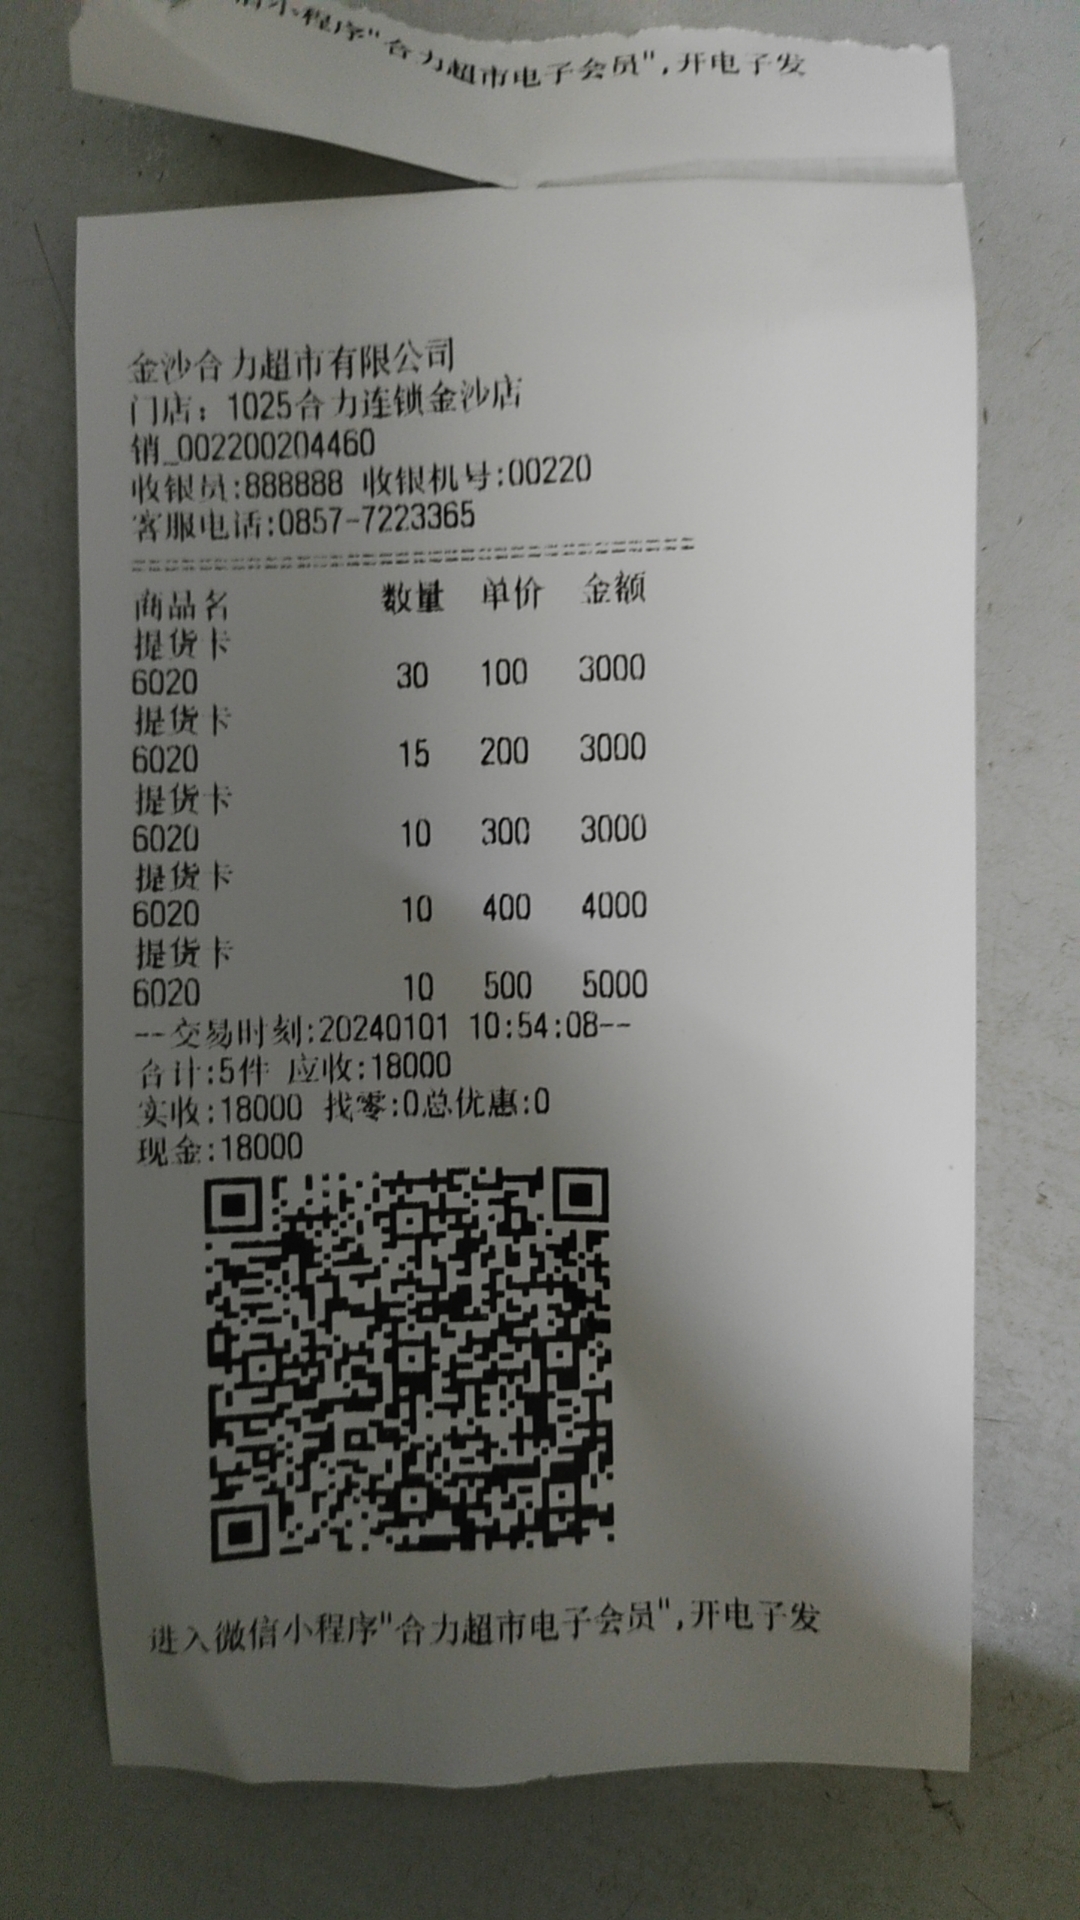 小程序"合力超市电子会员",开电子发
金沙合力超市有限公司
门店：1025合力连锁金沙店
销_002200204460
收银员:888888 收银机号:00220
客服电话:0857-7223365
商品名 数量 单价 金额
提货卡
6020 30 100 3000
提货卡
6020 15 200 3000
提货卡
6020 10 300 3000
提货卡
6020 10 400 4000
提货卡
6020 10 500 5000
--交易时刻:20240101 10:54:08--
合计:5件 应收:18000
实收:18000 找零:0总优惠:0
现金:18000
进入微信小程序"合力超市电子会员",开电子发